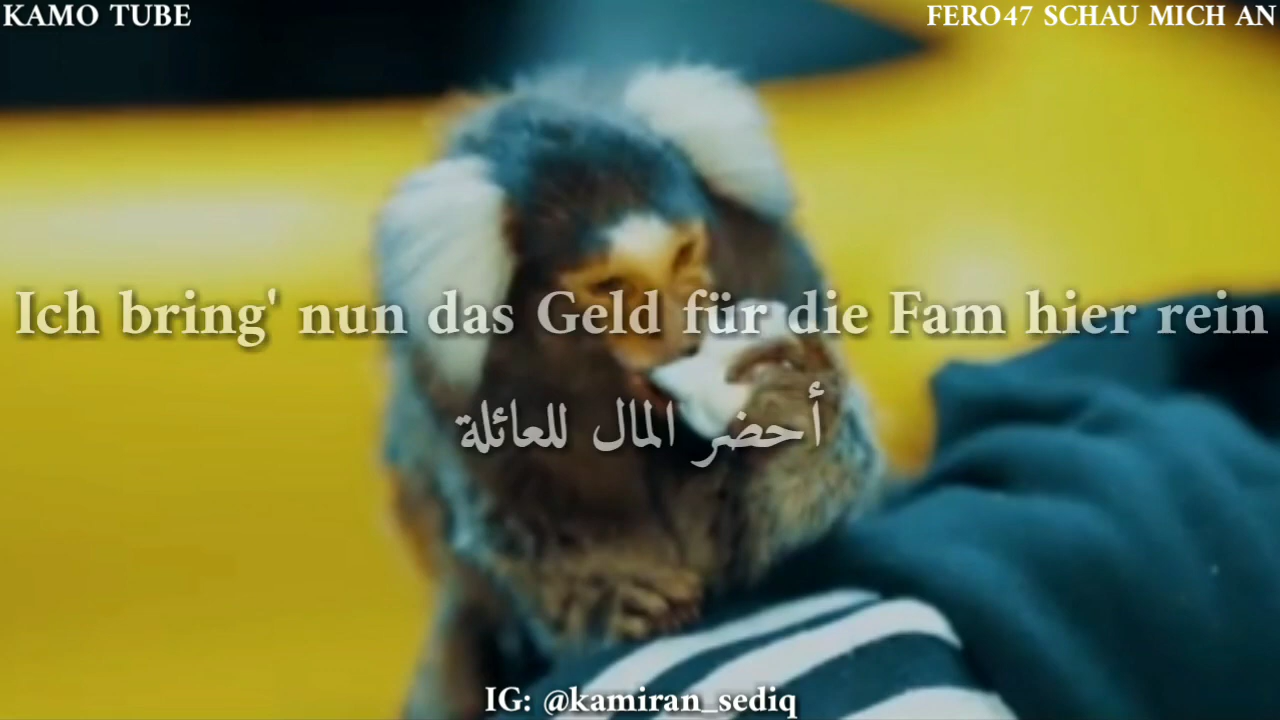 KAMO TUBE
FERO47 SCHAU MICH AN
Ich bring' nun das Geld für die Fam hier rein
أحضر المال للعائلة
IG: @kamiran_sediq